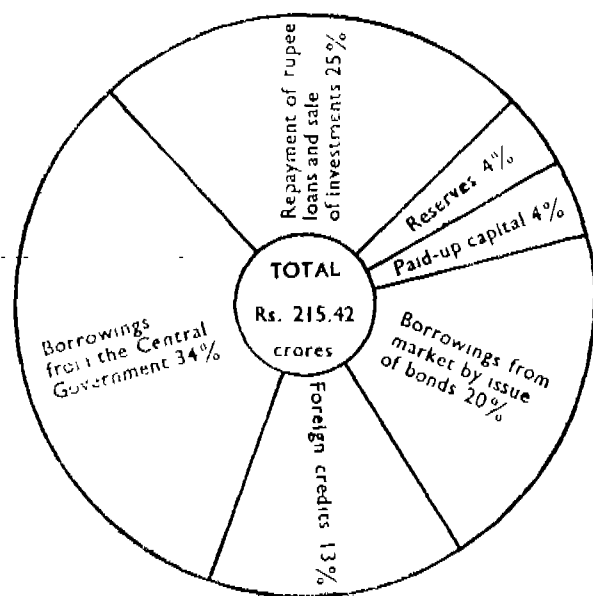 Repayment of rupee
loans and sale
of investments 25%
Reserves 4%
Paid-up capital 4%
Borrowings from
market by issue
of bonds 20%
Foreign credits 13%
Borrowings
from the Central
Government 34%
TOTAL
Rs. 215.42
crores